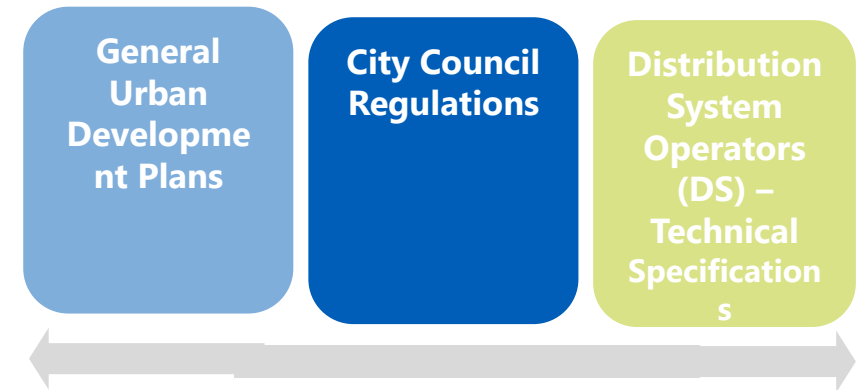 General
Urban
Developme
nt Plans
City Council
Regulations
Distribution
System
Operators
(DS) –
Technical
Specification
s